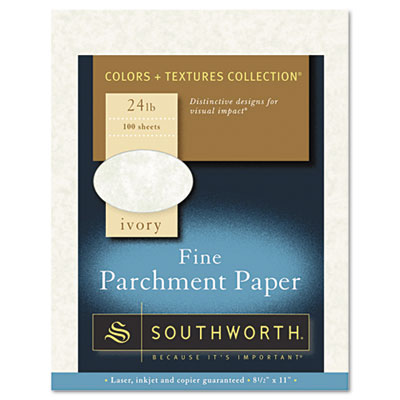 COLORS + TEXTURES COLLECTION®
24lb
100 sheets
Distinctive designs for
visual impact®
ivory
Fine
Parchment Paper
S SOUTHWORTH®
BECAUSE IT'S IMPORTANT®
• Laser, inkjet and copier guaranteed • 8½" x 11" •